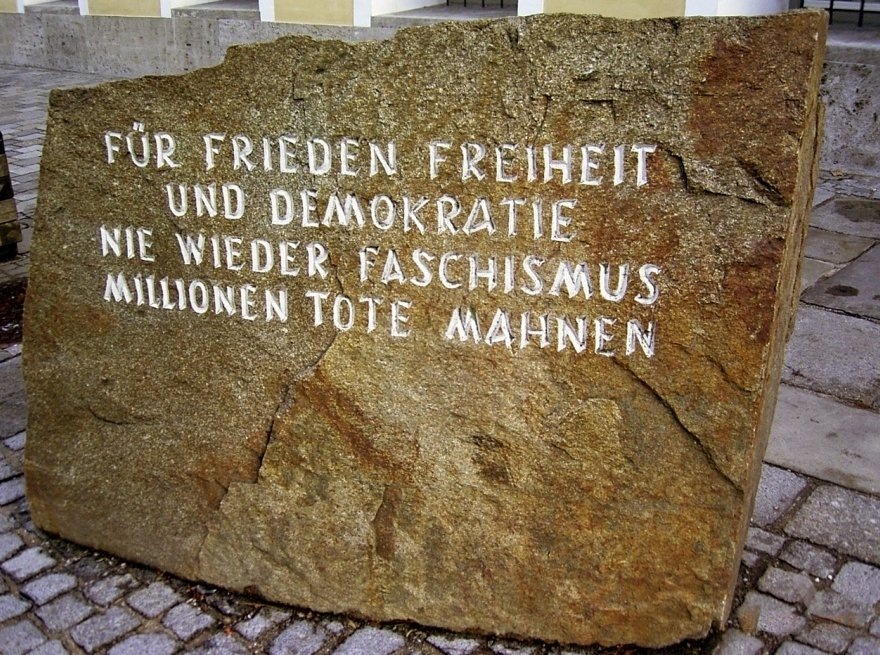 FÜR FRIEDEN FREIHEIT
UND DEMOKRATIE
NIE WIEDER FASCHISMUS
MILLIONEN TOTE MAHNEN